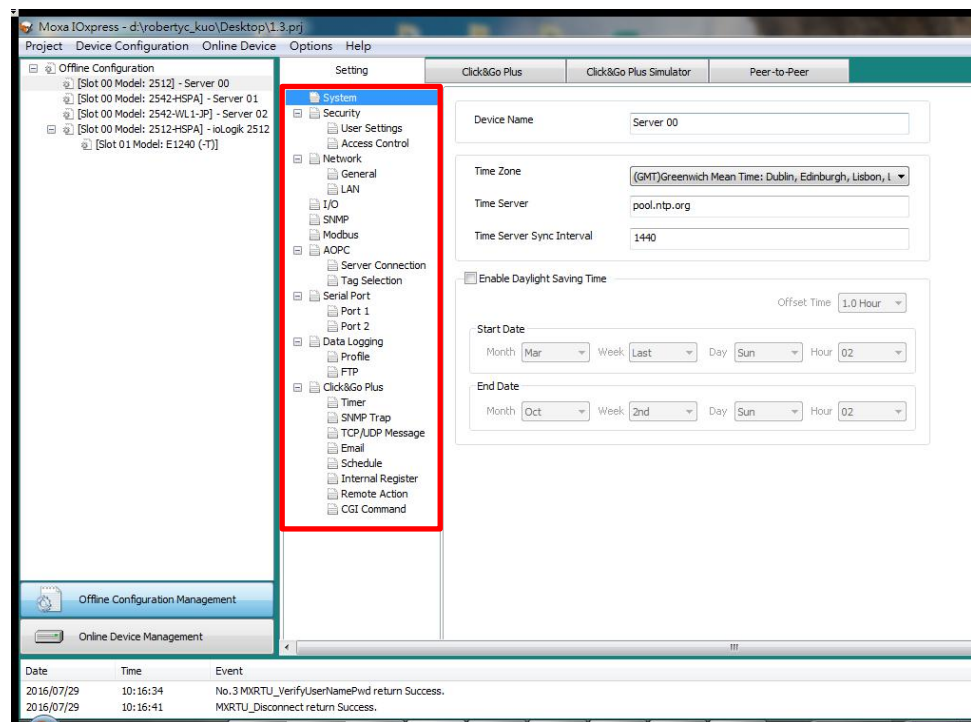 Moxa IOxpress - d:\robertyc_kuo\Desktop\1.3.prj
Project Device Configuration Online Device Options Help
Offline Configuration
[Slot 00 Model: 2512] - Server 00
[Slot 00 Model: 2542-HSPA] - Server 01
[Slot 00 Model: 2542-WL1-JP] - Server 02
[Slot 00 Model: 2512-HSPA] - ioLogik 2512
[Slot 01 Model: E1240 (-T)]
Offline Configuration Management
Online Device Management
Setting Click&Go Plus Click&Go Plus Simulator Peer-to-Peer
System
Security
User Settings
Access Control
Network
General
LAN
I/O
SNMP
Modbus
AOPC
Server Connection
Tag Selection
Serial Port
Port 1
Port 2
Data Logging
Profile
FTP
Click&Go Plus
Timer
SNMP Trap
TCP/UDP Message
Email
Schedule
Internal Register
Remote Action
CGI Command
Device Name Server 00
Time Zone (GMT)Greenwich Mean Time: Dublin, Edinburgh, Lisbon, L
Time Server pool.ntp.org
Time Server Sync Interval 1440
Enable Daylight Saving Time
Offset Time 1.0 Hour
Start Date
Month Mar Week Last Day Sun Hour 02
End Date
Month Oct Week 2nd Day Sun Hour 02
Date Time Event
2016/07/29 10:16:34 No.3 MXRTU_VerifyUserNamePwd return Success.
2016/07/29 10:16:41 MXRTU_Disconnect return Success.